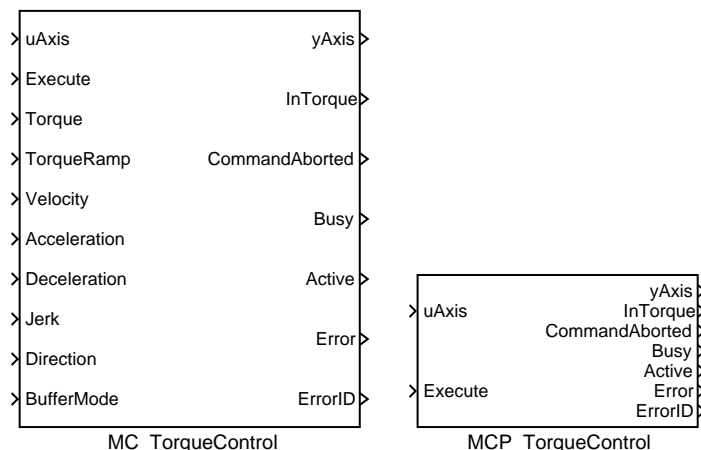 uAxis
Execute
Torque
TorqueRamp
Velocity
Acceleration
Deceleration
Jerk
Direction
BufferMode
yAxis
InTorque
CommandAborted
Busy
Active
Error
ErrorID
MC_TorqueControl
uAxis
Execute
yAxis
InTorque
CommandAborted
Busy
Active
Error
ErrorID
MCP_TorqueControl